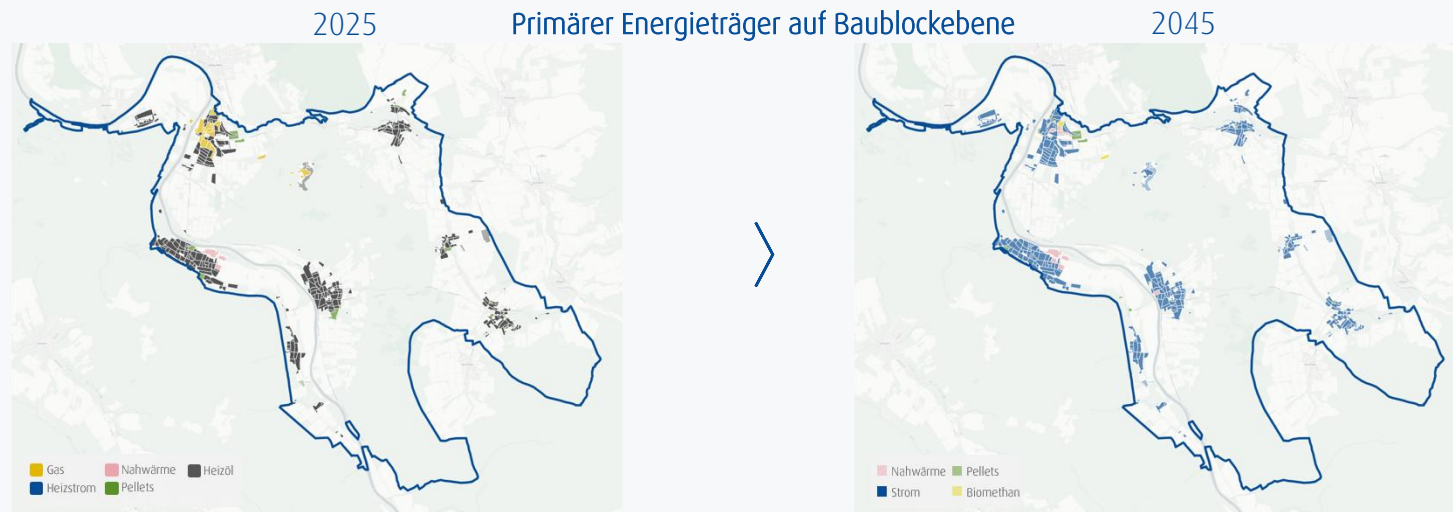 2025
Primärer Energieträger auf Baublockebene
2045
Gas
Nahwärme
Heizöl
Heizstrom
Pellets
Nahwärme
Pellets
Strom
Biomethan